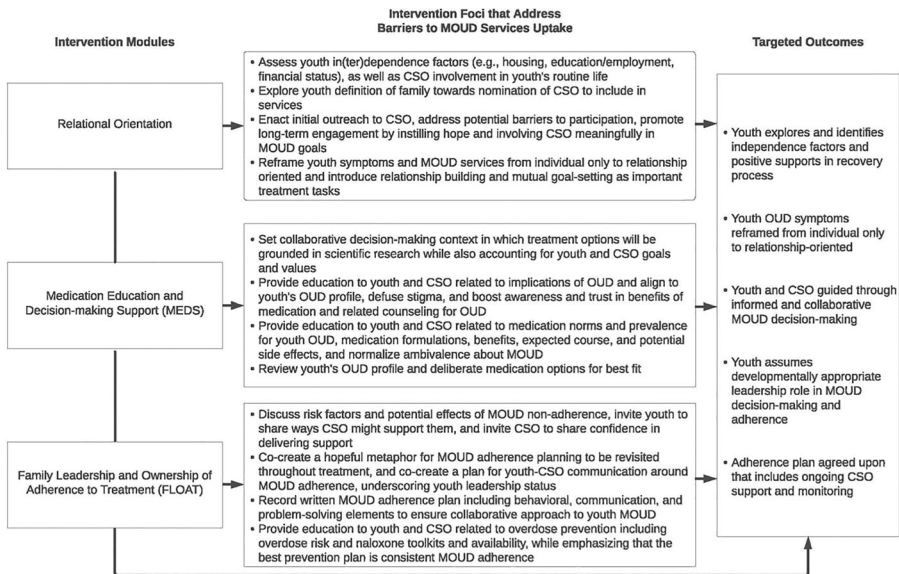 Intervention Modules
Intervention Foci that Address
Barriers to MOUD Services Uptake
Targeted Outcomes
Relational Orientation
• Assess youth in(ter)dependence factors (e.g., housing, education/employment,
financial status), as well as CSO involvement in youth's routine life
• Explore youth definition of family towards nomination of CSO to include in
services
• Enact initial outreach to CSO, address potential barriers to participation, promote
long-term engagement by instilling hope and involving CSO meaningfully in
MOUD goals
• Reframe youth symptoms and MOUD services from individual only to relationship
oriented and introduce relationship building and mutual goal-setting as important
treatment tasks
Medication Education and
Decision-making Support (MEDS)
• Set collaborative decision-making context in which treatment options will be
grounded in scientific research while also accounting for youth and CSO goals
and values
• Provide education to youth and CSO related to implications of OUD and align to
youth's OUD profile, defuse stigma, and boost awareness and trust in benefits of
medication and related counseling for OUD
• Provide education to youth and CSO related to medication norms and prevalence
for youth OUD, medication formulations, benefits, expected course, and potential
side effects, and normalize ambivalence about MOUD
• Review youth's OUD profile and deliberate medication options for best fit
Family Leadership and Ownership of
Adherence to Treatment (FLOAT)
• Discuss risk factors and potential effects of MOUD non-adherence, invite youth to
share ways CSO might support them, and invite CSO to share confidence in
delivering support
• Co-create a hopeful metaphor for MOUD adherence planning to be revisited
throughout treatment, and co-create a plan for youth-CSO communication around
MOUD adherence, underscoring youth leadership status
• Record written MOUD adherence plan including behavioral, communication, and
problem-solving elements to ensure collaborative approach to youth MOUD
• Provide education to youth and CSO related to overdose prevention including
overdose risk and naloxone toolkits and availability, while emphasizing that the
best prevention plan is consistent MOUD adherence
• Youth explores and identifies
independence factors and
positive supports in recovery
process
• Youth OUD symptoms
reframed from individual only
to relationship-oriented
• Youth and CSO guided through
informed and collaborative
MOUD decision-making
• Youth assumes
developmentally appropriate
leadership role in MOUD
decision-making and
adherence
• Adherence plan agreed upon
that includes ongoing CSO
support and monitoring